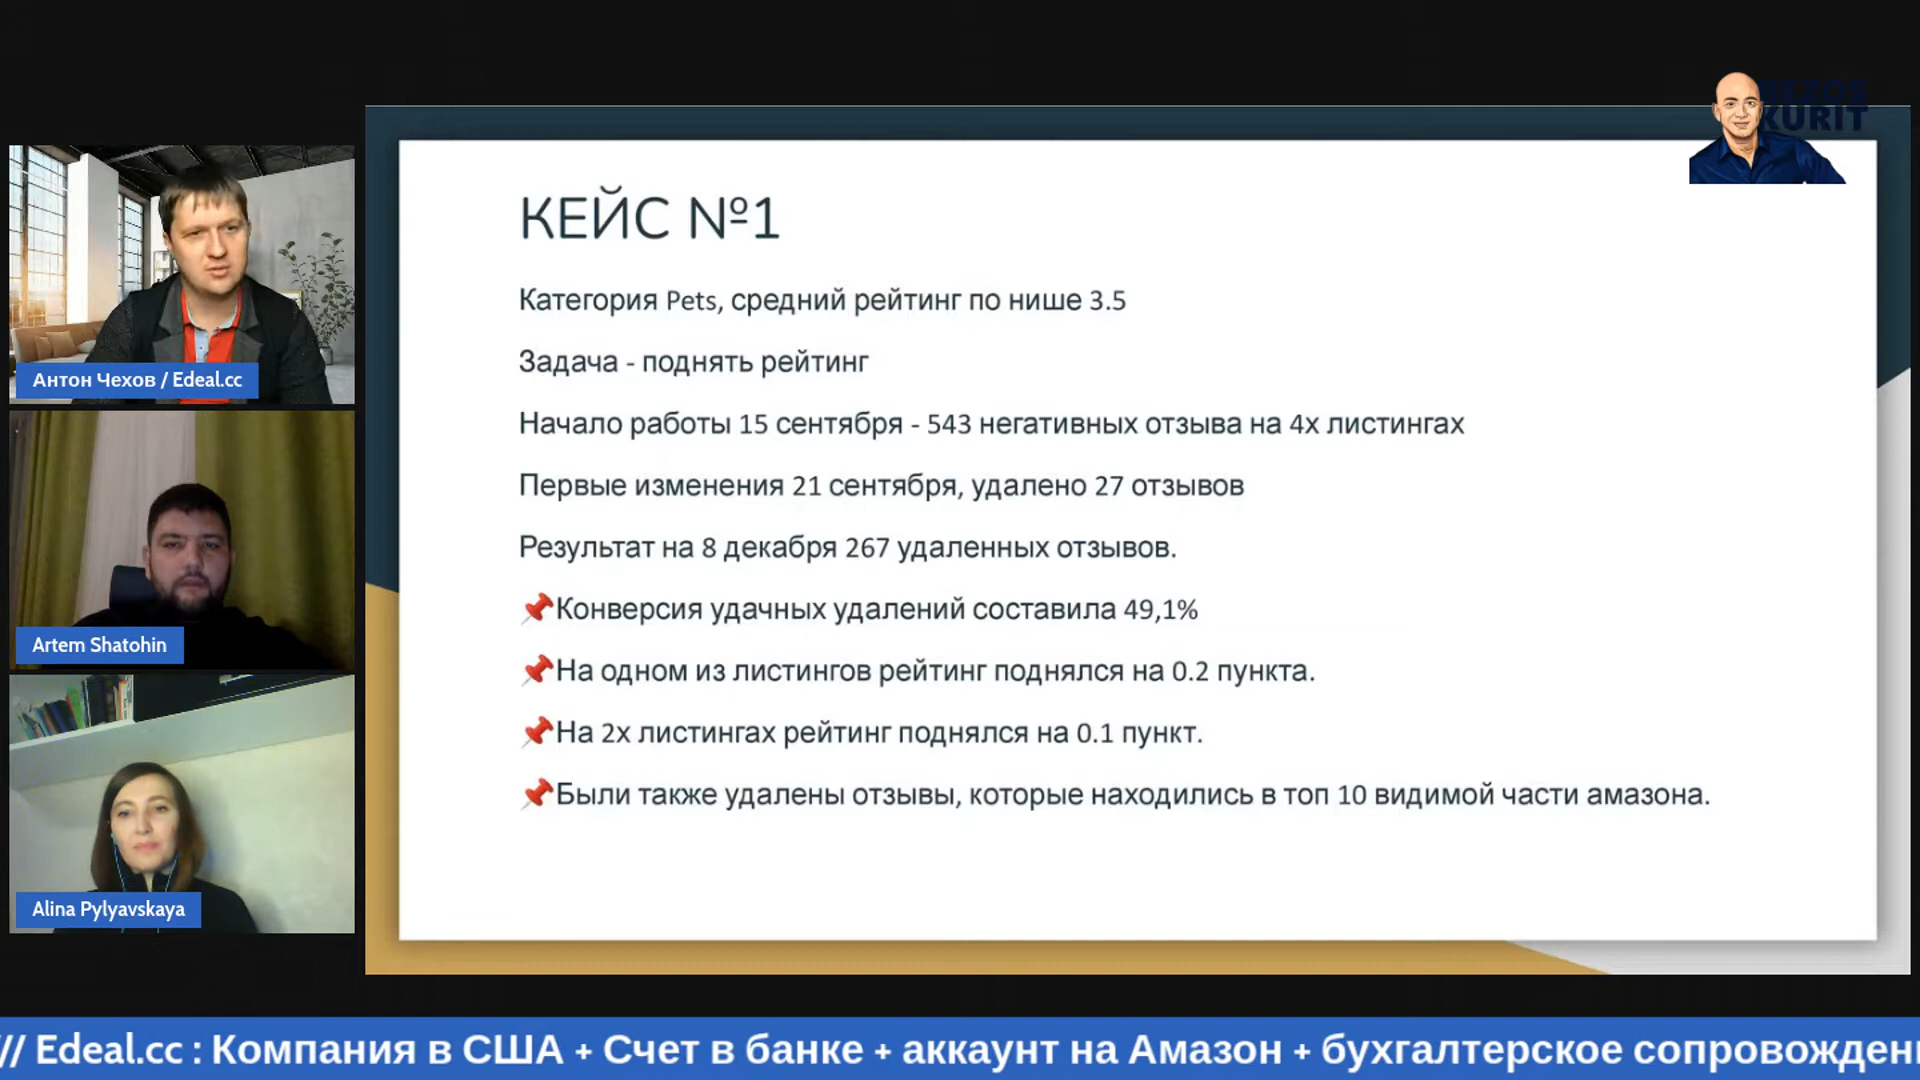 BEZOS
KURIT
КЕЙС №1
Категория Pets, средний рейтинг по нише 3.5
Задача - поднять рейтинг
Начало работы 15 сентября - 543 негативных отзыва на 4х листингах
Первые изменения 21 сентября, удалено 27 отзывов
Результат на 8 декабря 267 удаленных отзывов.
📌Конверсия удачных удалений составила 49,1%
📌На одном из листингов рейтинг поднялся на 0.2 пункта.
📌На 2х листингах рейтинг поднялся на 0.1 пункт.
📌Были также удалены отзывы, которые находились в топ 10 видимой части амазона.
Антон Чехов / Edeal.cc
Artem Shatohin
Alina Pylyavskaya
/// Edeal.cc : Компания в США + Счет в банке + аккаунт на Амазон + бухгалтерское сопровожден